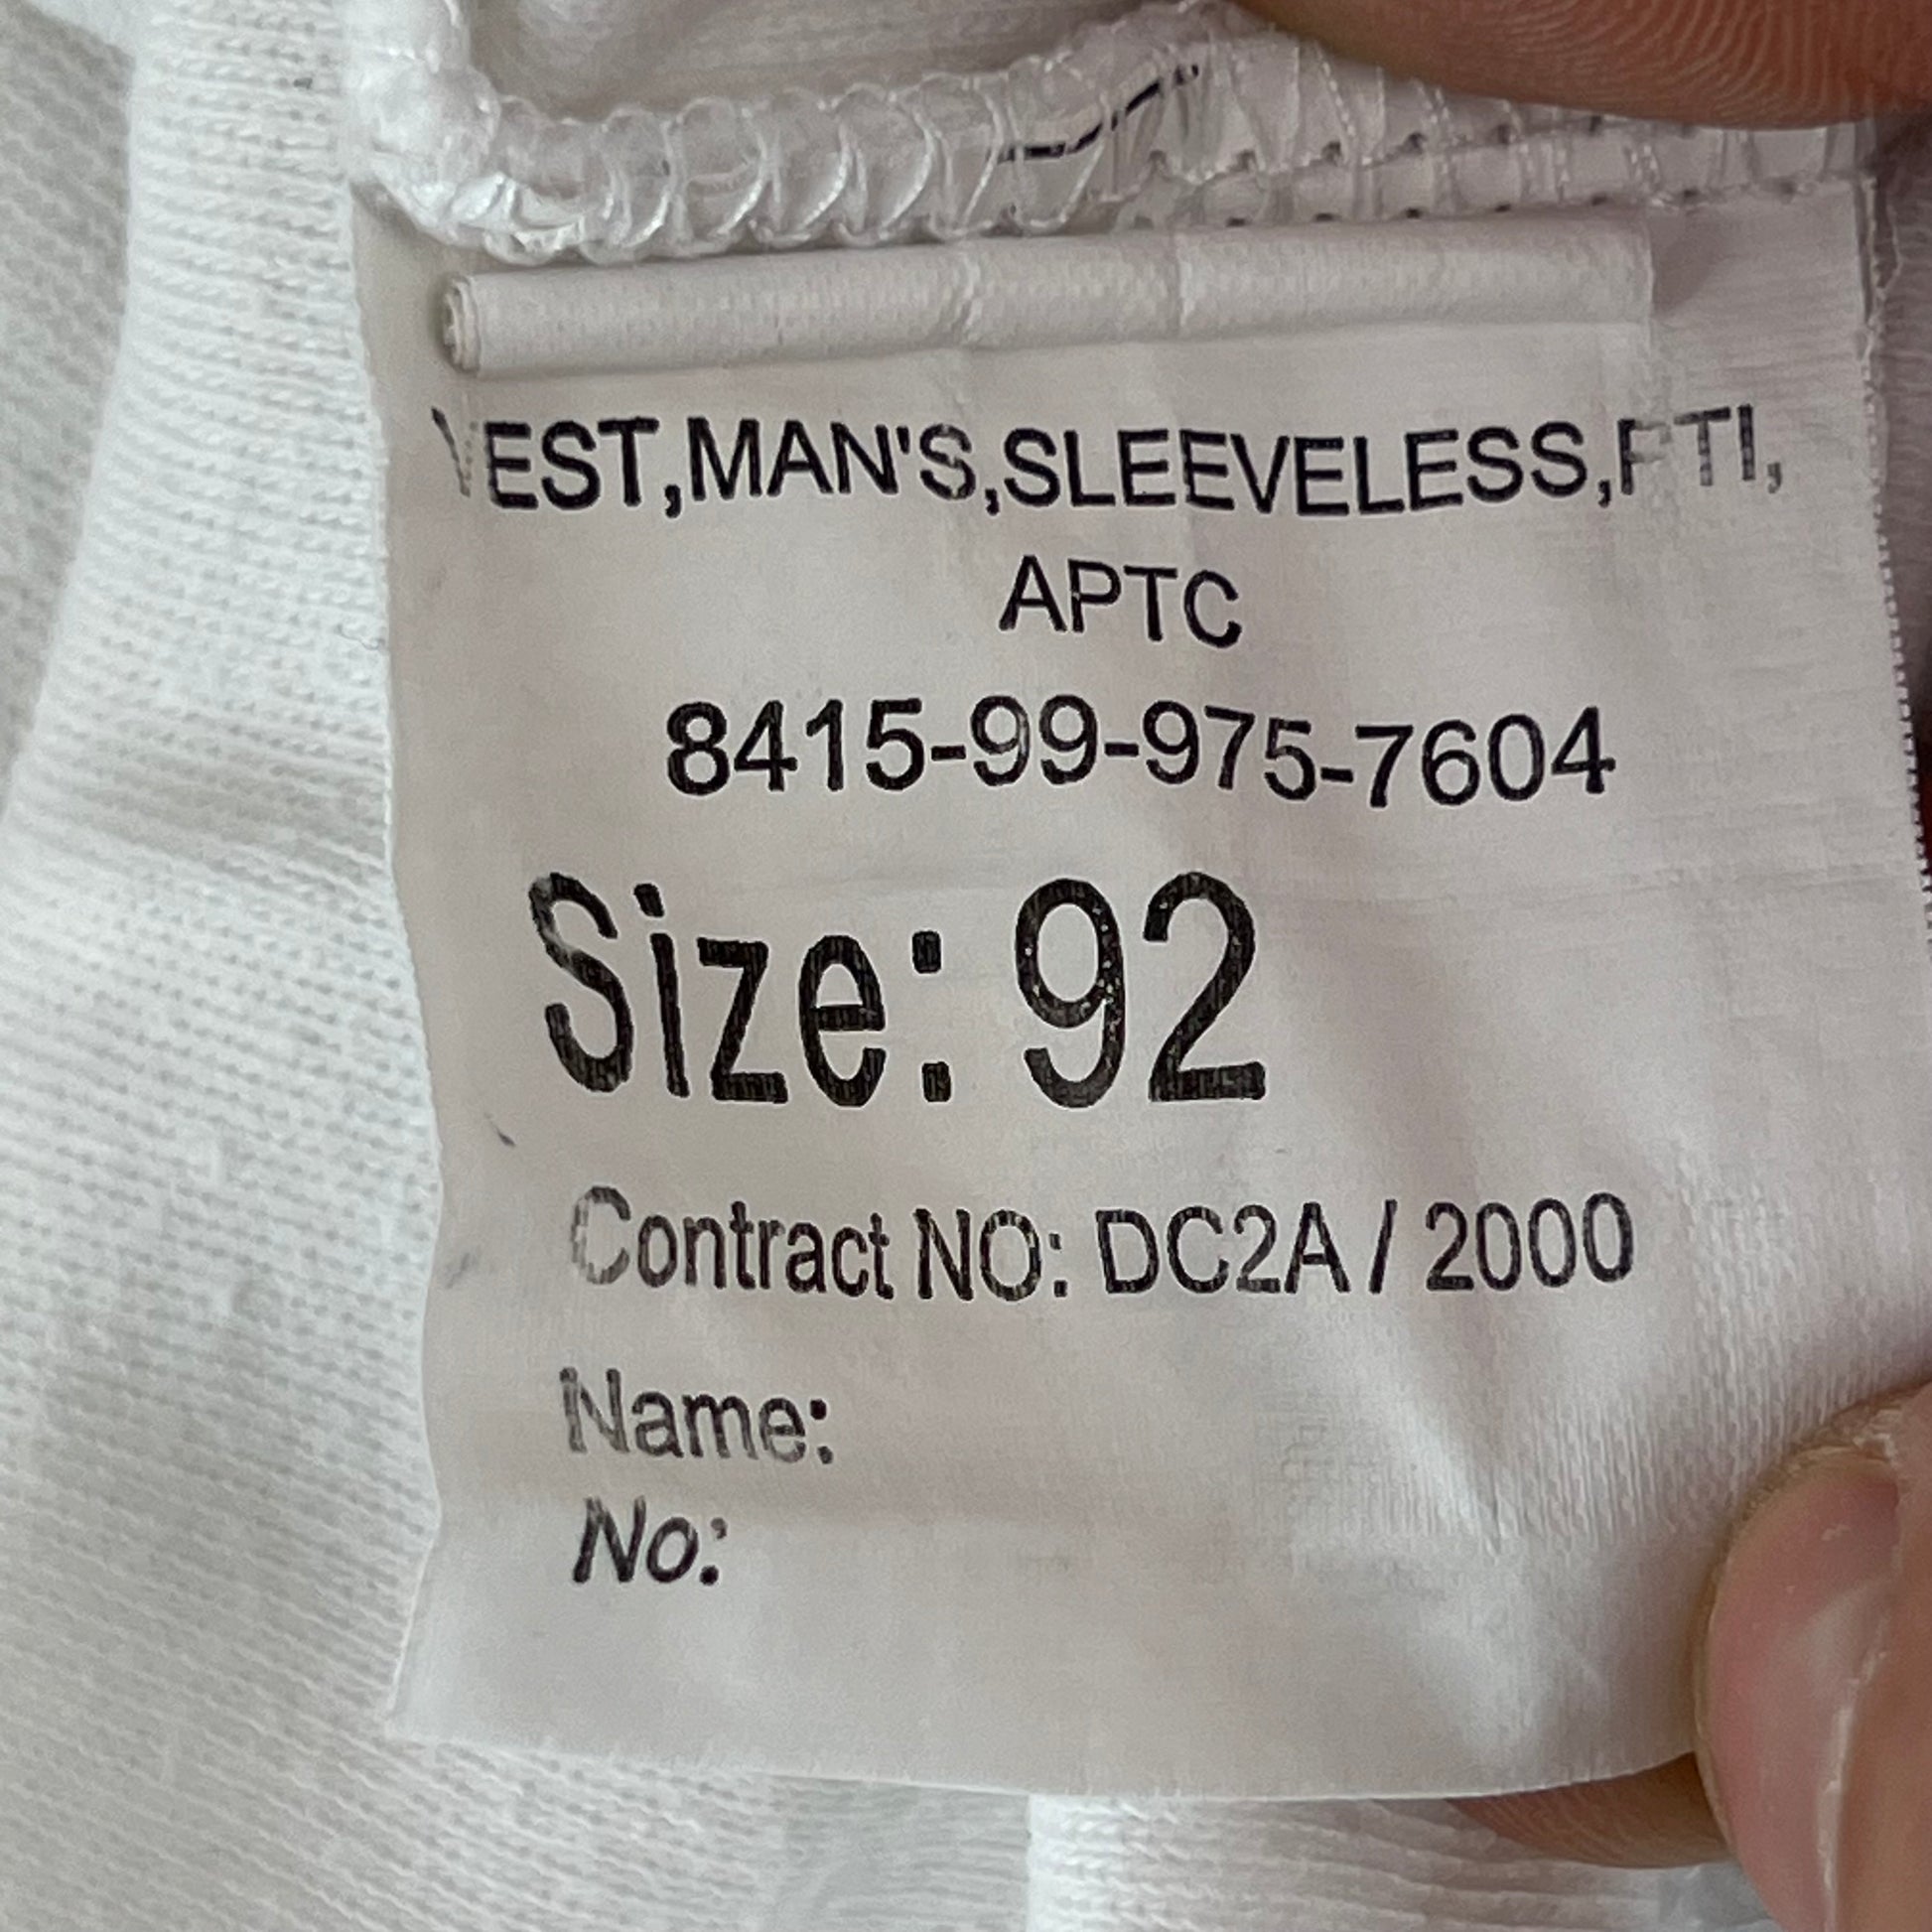 VEST,MAN'S,SLEEVELESS,PTI,
APTC
8415-99-975-7604
Size: 92
Contract NO: DC2A / 2000
Name:
No: